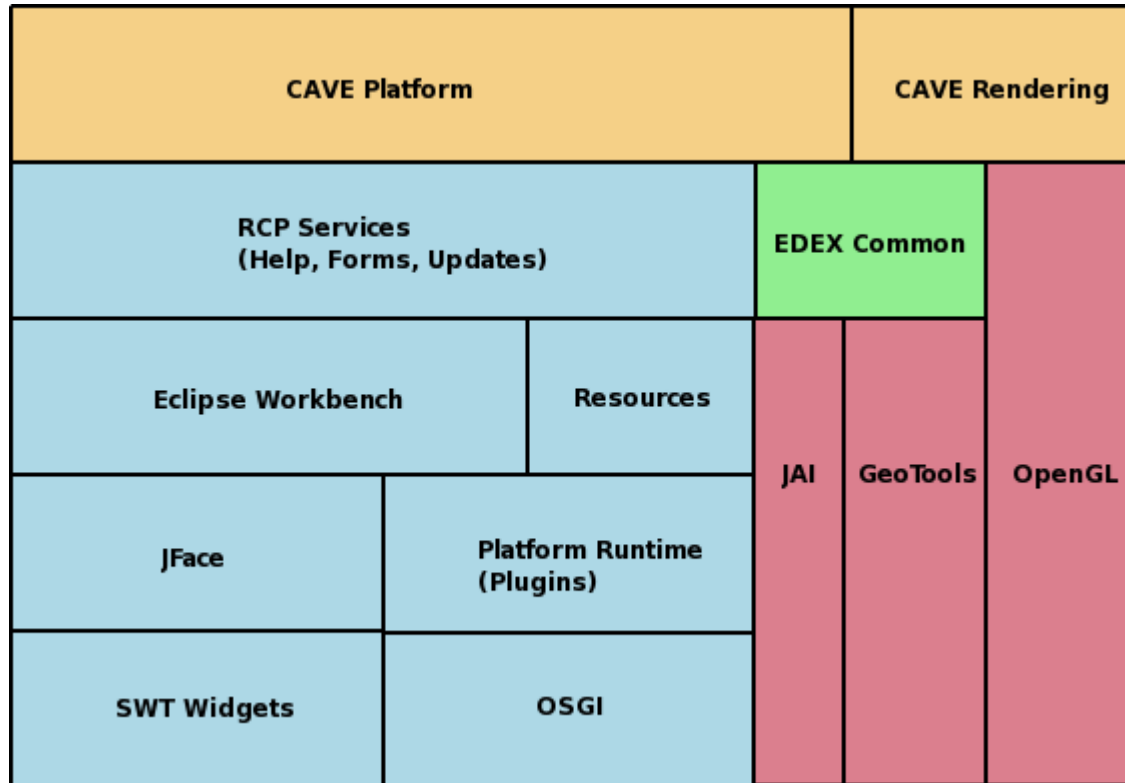 CAVE Platform
CAVE Rendering
RCP Services
(Help, Forms, Updates)
EDEX Common
Eclipse Workbench
Resources
JAI
GeoTools
OpenGL
JFace
Platform Runtime
(Plugins)
SWT Widgets
OSGI